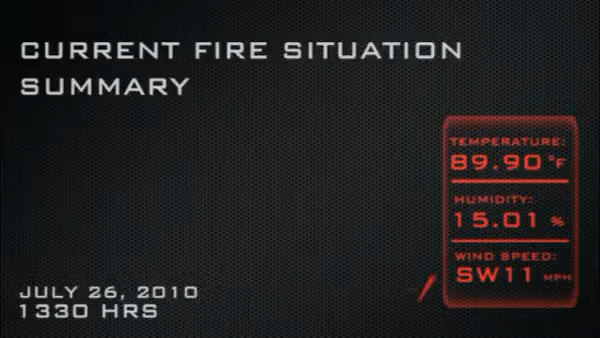 CURRENT FIRE SITUATION
SUMMARY
TEMPERATURE:
89.90 °F
HUMIDITY:
15.01 %
WIND SPEED:
SW11 MPH
JULY 26, 2010
1330 HRS